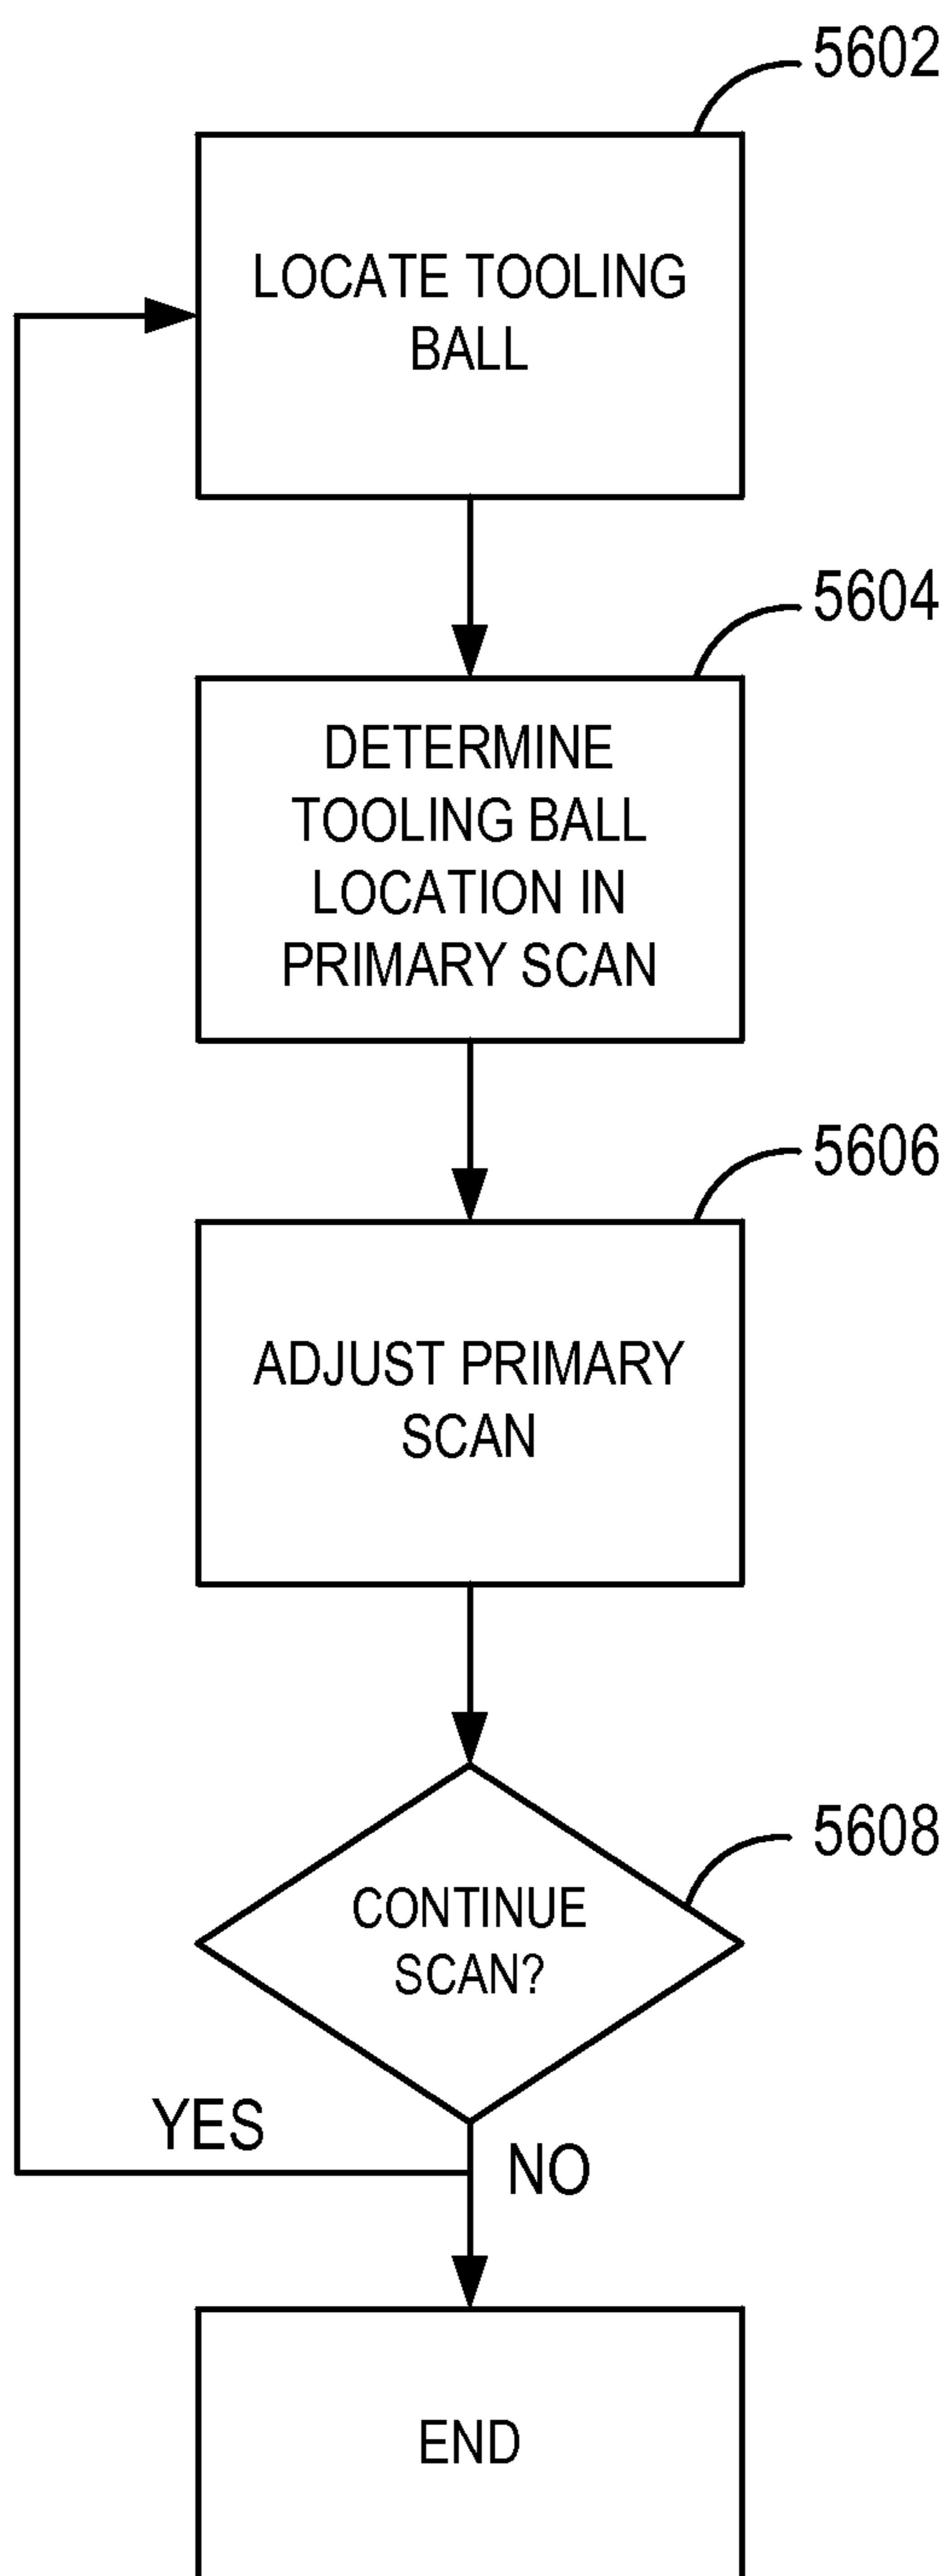 5602
LOCATE TOOLING
BALL
5604
DETERMINE
TOOLING BALL
LOCATION IN
PRIMARY SCAN
5606
ADJUST PRIMARY
SCAN
5608
CONTINUE
SCAN?
YES
NO
END